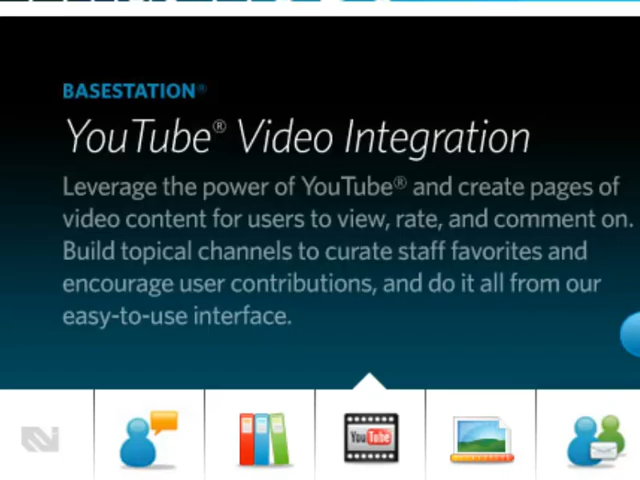 BASESTATION®
YouTube® Video Integration
Leverage the power of YouTube® and create pages of
video content for users to view, rate, and comment on.
Build topical channels to curate staff favorites and
encourage user contributions, and do it all from our
easy-to-use interface.
YouTube